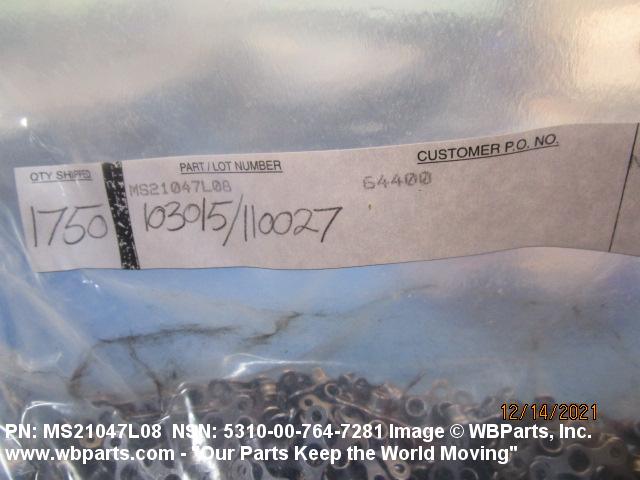 QTY SHIPPED PART / LOT NUMBER CUSTOMER P.O. NO.
MS21047L08 64400
1750 103015/110027
12/14/2021
PN: MS21047L08 NSN: 5310-00-764-7281 Image © WBParts, Inc.
www.wbparts.com - "Our Parts Keep the World Moving"